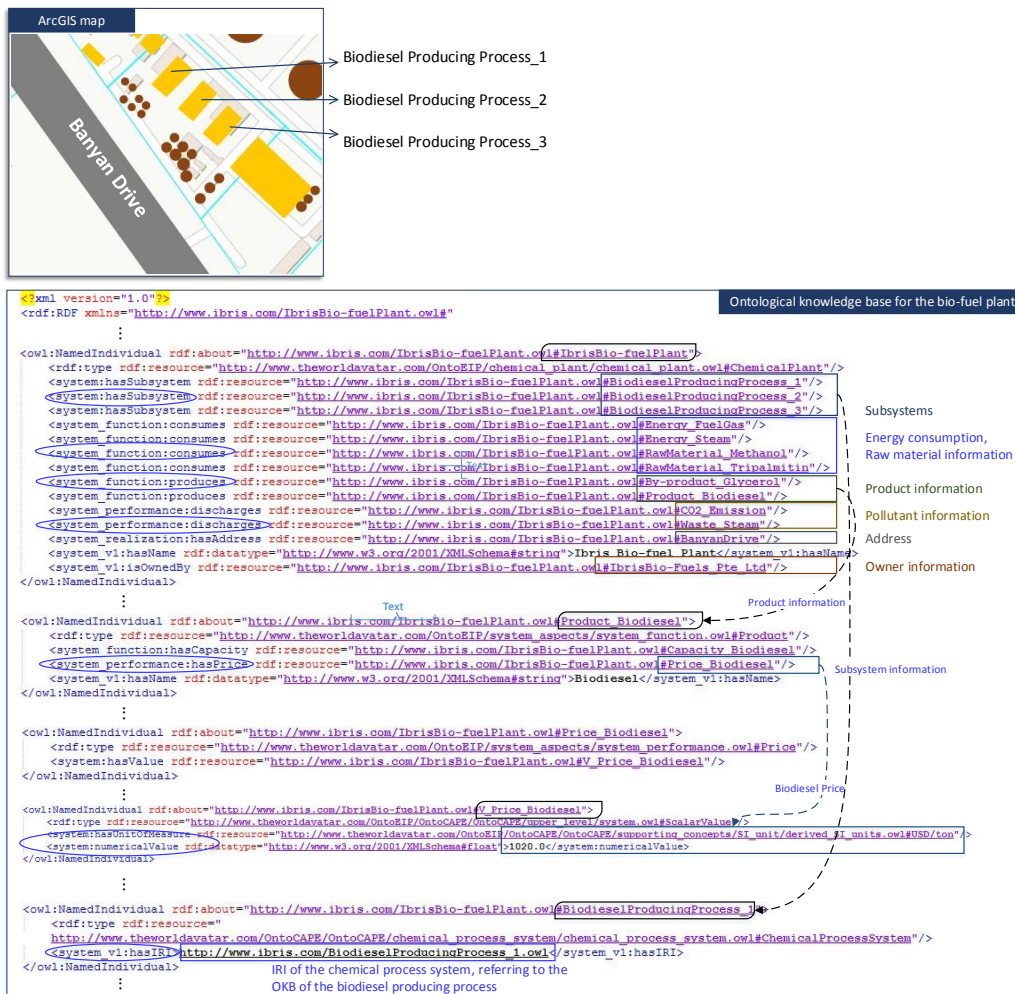 ArcGIS map
Biodiesel Producing Process_1
Biodiesel Producing Process_2
Biodiesel Producing Process_3
Banyan Drive
Ontological knowledge base for the bio-fuel plant
<?xml version="1.0"?>
<rdf:RDF xmlns="http://www.ibris.com/IbrisBio-fuelPlant.owl#"
<owl:NamedIndividual rdf:about="http://www.ibris.com/IbrisBio-fuelPlant.owl#IbrisBio-fuelPlant">
<rdf:type rdf:resource="http://www.theworldavatar.com/OntoEIP/chemical_plant/chemical_plant.owl#ChemicalPlant"/>
<system:hasSubsystem rdf:resource="http://www.ibris.com/IbrisBio-fuelPlant.owl#BiodieselProducingProcess_1"/>
<system:hasSubsystem rdf:resource="http://www.ibris.com/IbrisBio-fuelPlant.owl#BiodieselProducingProcess_2"/>
<system:hasSubsystem rdf:resource="http://www.ibris.com/IbrisBio-fuelPlant.owl#BiodieselProducingProcess_3"/>
Subsystems
<system_function:consumes rdf:resource="http://www.ibris.com/IbrisBio-fuelPlant.owl#Energy_FuelGas"/>
<system_function:consumes rdf:resource="http://www.ibris.com/IbrisBio-fuelPlant.owl#Energy_Steam"/>
<system_function:consumes rdf:resource="http://www.ibris.com/IbrisBio-fuelPlant.owl#RawMaterial_Methanol"/>
<system_function:consumes rdf:resource="http://www.ibris.com/IbrisBio-fuelPlant.owl#RawMaterial_Tripalmitin"/>
Energy consumption,
Raw material information
Text
<system_function:produces rdf:resource="http://www.ibris.com/IbrisBio-fuelPlant.owl#By-product_Glycerol"/>
<system_function:produces rdf:resource="http://www.ibris.com/IbrisBio-fuelPlant.owl#Product_Biodiesel"/>
Product information
<system_performance:discharges rdf:resource="http://www.ibris.com/IbrisBio-fuelPlant.owl#CO2_Emission"/>
<system_performance:discharges rdf:resource="http://www.ibris.com/IbrisBio-fuelPlant.owl#Waste_Steam"/>
Pollutant information
<system_realization:hasAddress rdf:resource="http://www.ibris.com/IbrisBio-fuelPlant.owl#BanyanDrive"/>
Address
<system_v1:hasName rdf:datatype="http://www.w3.org/2001/XMLSchema#string">Ibris Bio-fuel Plant</system_v1:hasName>
<system_v1:isOwnedBy rdf:resource="http://www.ibris.com/IbrisBio-fuelPlant.owl#IbrisBio-Fuels_Pte_Ltd"/>
Owner information
</owl:NamedIndividual>
Text
Product information
<owl:NamedIndividual rdf:about="http://www.ibris.com/IbrisBio-fuelPlant.owl#Product_Biodiesel">
<rdf:type rdf:resource="http://www.theworldavatar.com/OntoEIP/system_aspects/system_function.owl#Product"/>
<system_function:hasCapacity rdf:resource="http://www.ibris.com/IbrisBio-fuelPlant.owl#Capacity_Biodiesel"/>
<system_performance:hasPrice rdf:resource="http://www.ibris.com/IbrisBio-fuelPlant.owl#Price_Biodiesel"/>
Subsystem information
<system_v1:hasName rdf:datatype="http://www.w3.org/2001/XMLSchema#string">Biodiesel</system_v1:hasName>
</owl:NamedIndividual>
<owl:NamedIndividual rdf:about="http://www.ibris.com/IbrisBio-fuelPlant.owl#Price_Biodiesel">
<rdf:type rdf:resource="http://www.theworldavatar.com/OntoEIP/system_aspects/system_performance.owl#Price"/>
<system:hasValue rdf:resource="http://www.ibris.com/IbrisBio-fuelPlant.owl#V_Price_Biodiesel"/>
</owl:NamedIndividual>
Biodiesel Price
<owl:NamedIndividual rdf:about="http://www.ibris.com/IbrisBio-fuelPlant.owl#V_Price_Biodiesel">
<rdf:type rdf:resource="http://www.theworldavatar.com/OntoEIP/OntoCAPE/OntoCAPE/upper_level/system.owl#ScalarValue"/>
<system:hasUnitOfMeasure rdf:resource="http://www.theworldavatar.com/OntoEIP/OntoCAPE/OntoCAPE/supporting_concepts/SI_unit/derived_SI_units.owl#USD/ton"/>
<system:numericalValue rdf:datatype="http://www.w3.org/2001/XMLSchema#float">1020.0</system:numericalValue>
</owl:NamedIndividual>
<owl:NamedIndividual rdf:about="http://www.ibris.com/IbrisBio-fuelPlant.owl#BiodieselProducingProcess_1">
<rdf:type rdf:resource="
http://www.theworldavatar.com/OntoCAPE/OntoCAPE/chemical_process_system/chemical_process_system.owl#ChemicalProcessSystem"/>
<system_v1:hasIRI>http://www.ibris.com/BiodieselProducingProcess_1.owl</system_v1:hasIRI>
</owl:NamedIndividual>
IRI of the chemical process system, referring to the
OKB of the biodiesel producing process